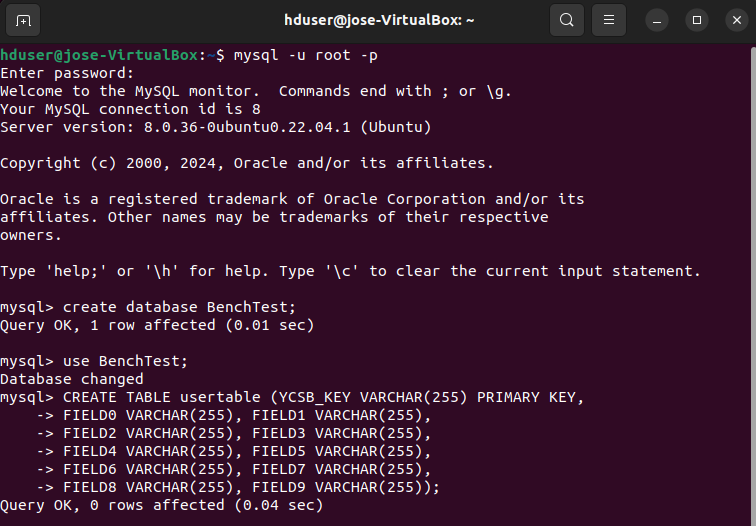 hduser@jose-VirtualBox: ~
hduser@jose-VirtualBox:~$ mysql -u root -p
Enter password:
Welcome to the MySQL monitor.  Commands end with ; or \g.
Your MySQL connection id is 8
Server version: 8.0.36-0ubuntu0.22.04.1 (Ubuntu)
Copyright (c) 2000, 2024, Oracle and/or its affiliates.
Oracle is a registered trademark of Oracle Corporation and/or its
affiliates. Other names may be trademarks of their respective
owners.
Type 'help;' or '\h' for help. Type '\c' to clear the current input statement.
mysql> create database BenchTest;
Query OK, 1 row affected (0.01 sec)
mysql> use BenchTest;
Database changed
mysql> CREATE TABLE usertable (YCSB_KEY VARCHAR(255) PRIMARY KEY,
    -> FIELD0 VARCHAR(255), FIELD1 VARCHAR(255),
    -> FIELD2 VARCHAR(255), FIELD3 VARCHAR(255),
    -> FIELD4 VARCHAR(255), FIELD5 VARCHAR(255),
    -> FIELD6 VARCHAR(255), FIELD7 VARCHAR(255),
    -> FIELD8 VARCHAR(255), FIELD9 VARCHAR(255));
Query OK, 0 rows affected (0.04 sec)